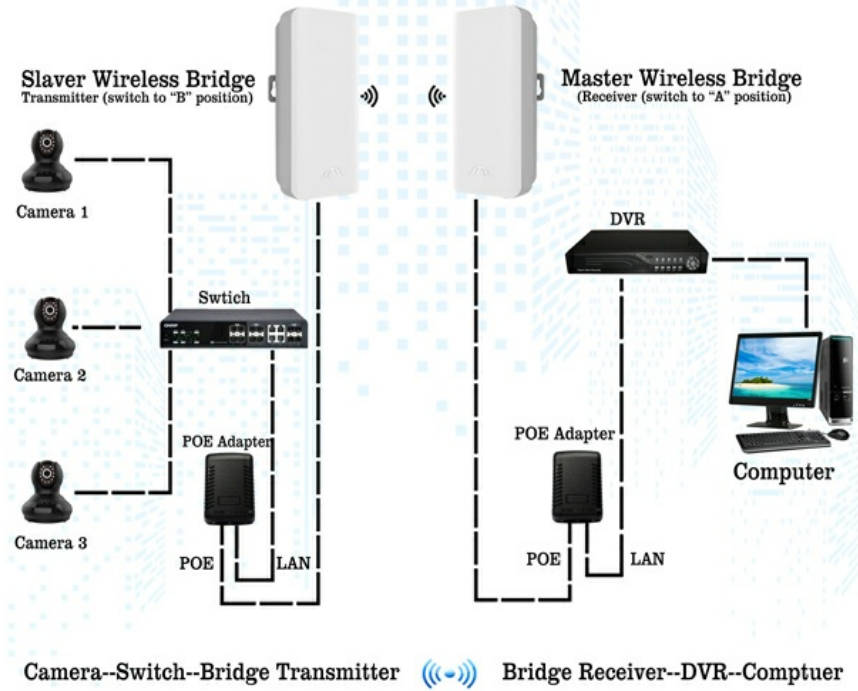 Slaver Wireless Bridge
Transmitter (switch to "B" position)
Master Wireless Bridge
(Receiver (switch to "A" position)
Camera 1
DVR
Swtich
Camera 2
POE Adapter
POE Adapter
Computer
Camera 3
POE
LAN
POE
LAN
Camera--Switch--Bridge Transmitter
Bridge Receiver--DVR--Comptuer